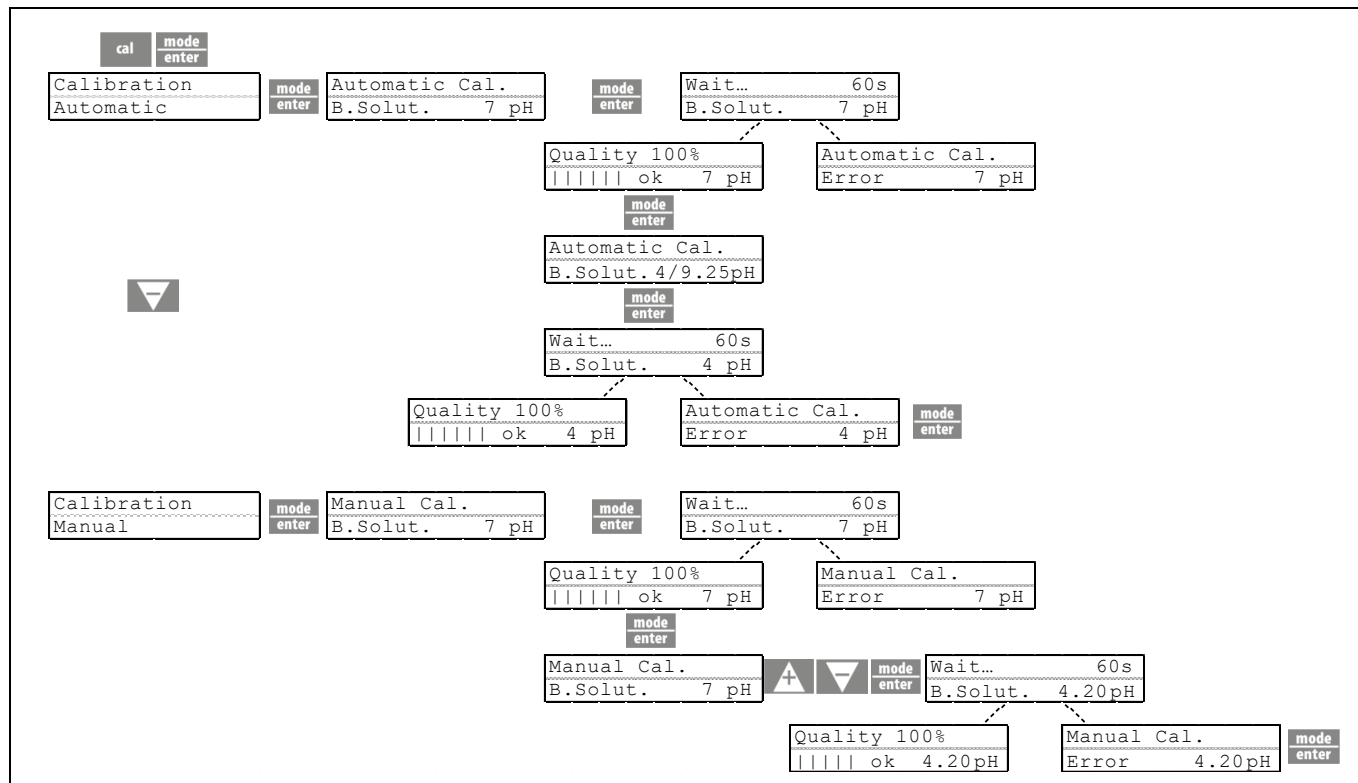 cal
mode
enter
Calibration
Automatic
mode
enter
Automatic Cal.
B.Solut. 7 pH
mode
enter
Wait… 60s
B.Solut. 7 pH
Quality 100%
|||||| ok 7 pH
Automatic Cal.
Error 7 pH
mode
enter
Automatic Cal.
B.Solut. 4/9.25pH
mode
enter
Wait… 60s
B.Solut. 4 pH
Quality 100%
|||||| ok 4 pH
Automatic Cal.
Error 4 pH
mode
enter
Calibration
Manual
mode
enter
Manual Cal.
B.Solut. 7 pH
mode
enter
Wait… 60s
B.Solut. 7 pH
Quality 100%
|||||| ok 7 pH
Manual Cal.
Error 7 pH
mode
enter
Manual Cal.
B.Solut. 7 pH
+
−
mode
enter
Wait… 60s
B.Solut. 4.20pH
Quality 100%
||||| ok 4.20pH
Manual Cal.
Error 4.20pH
mode
enter